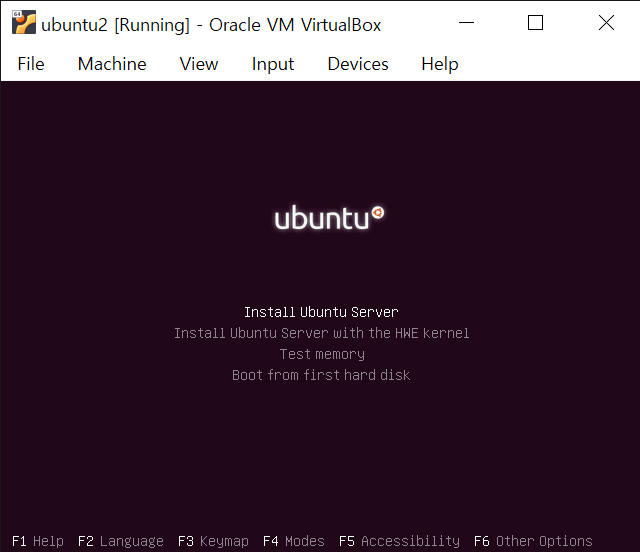 ubuntu2 [Running] - Oracle VM VirtualBox
File Machine View Input Devices Help
ubuntu
Install Ubuntu Server
Install Ubuntu Server with the HWE kernel
Test memory
Boot from first hard disk
F1 Help F2 Language F3 Keymap F4 Modes F5 Accessibility F6 Other Options